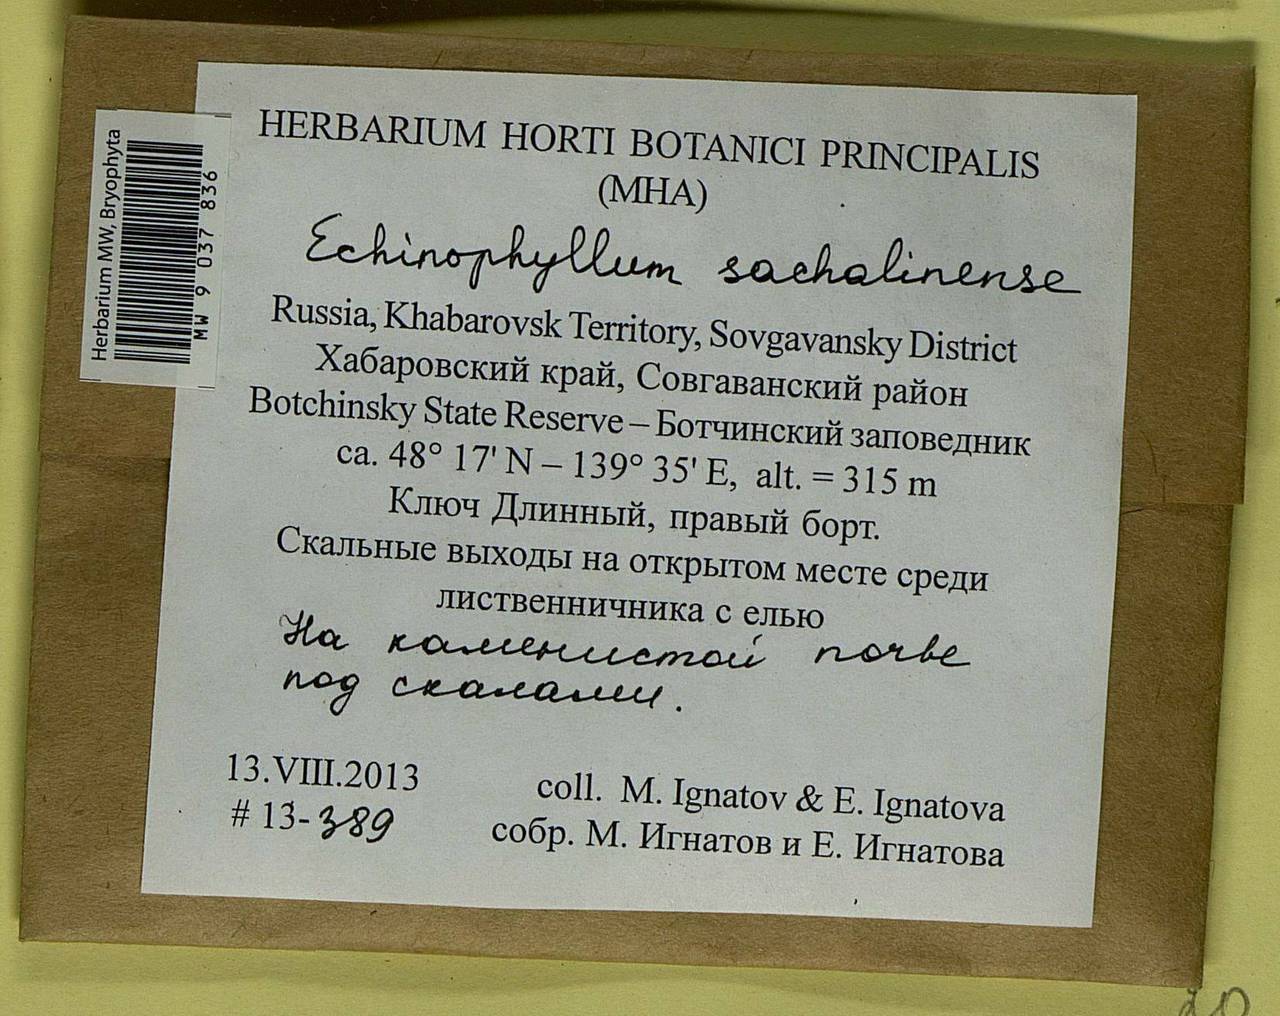 HERBARIUM HORTI BOTANICI PRINCIPALIS
(MHA)
Echinophyllum sachalinense
Russia, Khabarovsk Territory, Sovgavansky District
Хабаровский край, Совгаванский район
Botchinsky State Reserve – Ботчинский заповедник
ca. 48° 17' N – 139° 35' E, alt. = 315 m
Ключ Длинный, правый борт.
Скальные выходы на открытом месте среди
лиственничника с елью
На каменистой почве
под скалами.
13.VIII.2013
# 13-389
coll. M. Ignatov & E. Ignatova
собр. М. Игнатов и Е. Игнатова
Herbarium MW, Bryophyta
MW 9 037 836
20